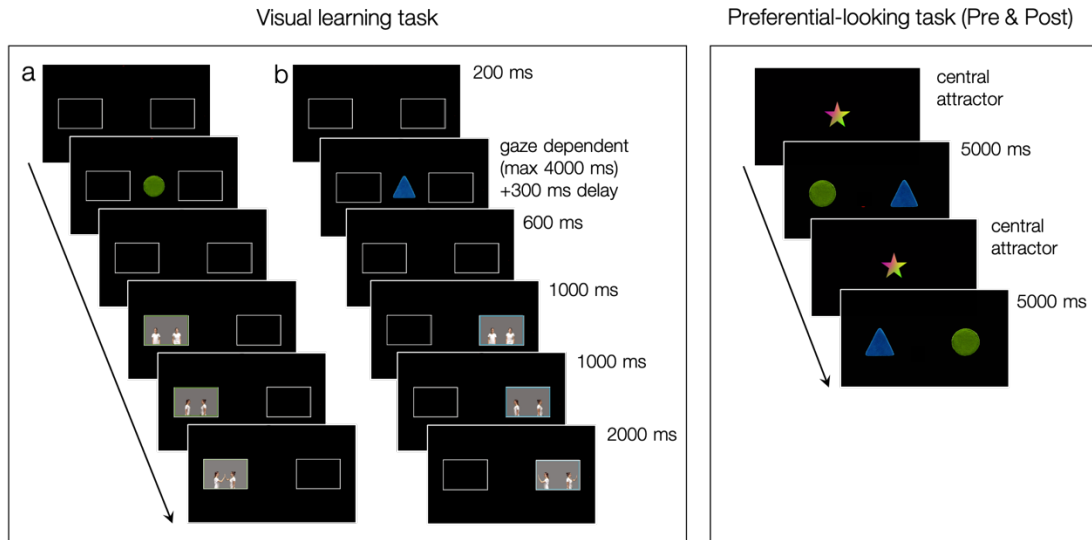 Visual learning task
Preferential-looking task (Pre & Post)
a
b
200 ms
gaze dependent
(max 4000 ms)
+300 ms delay
600 ms
1000 ms
1000 ms
2000 ms
central
attractor
5000 ms
central
attractor
5000 ms